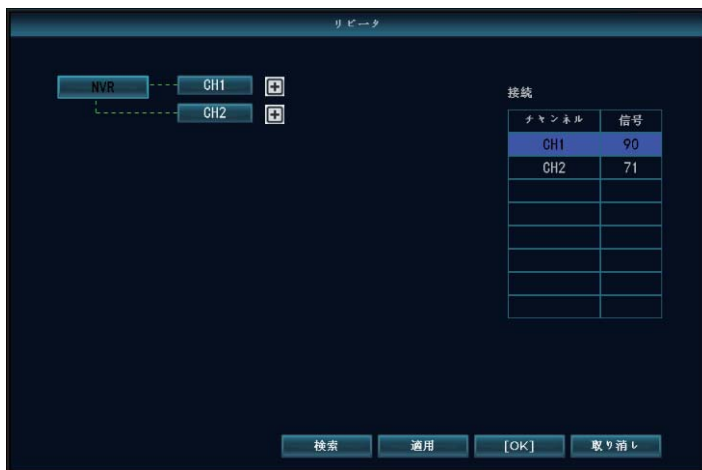 リピータ
NVR CH1
CH2
接続
チャンネル 信号
CH1 90
CH2 71
検索 適用 [OK] 取り消し